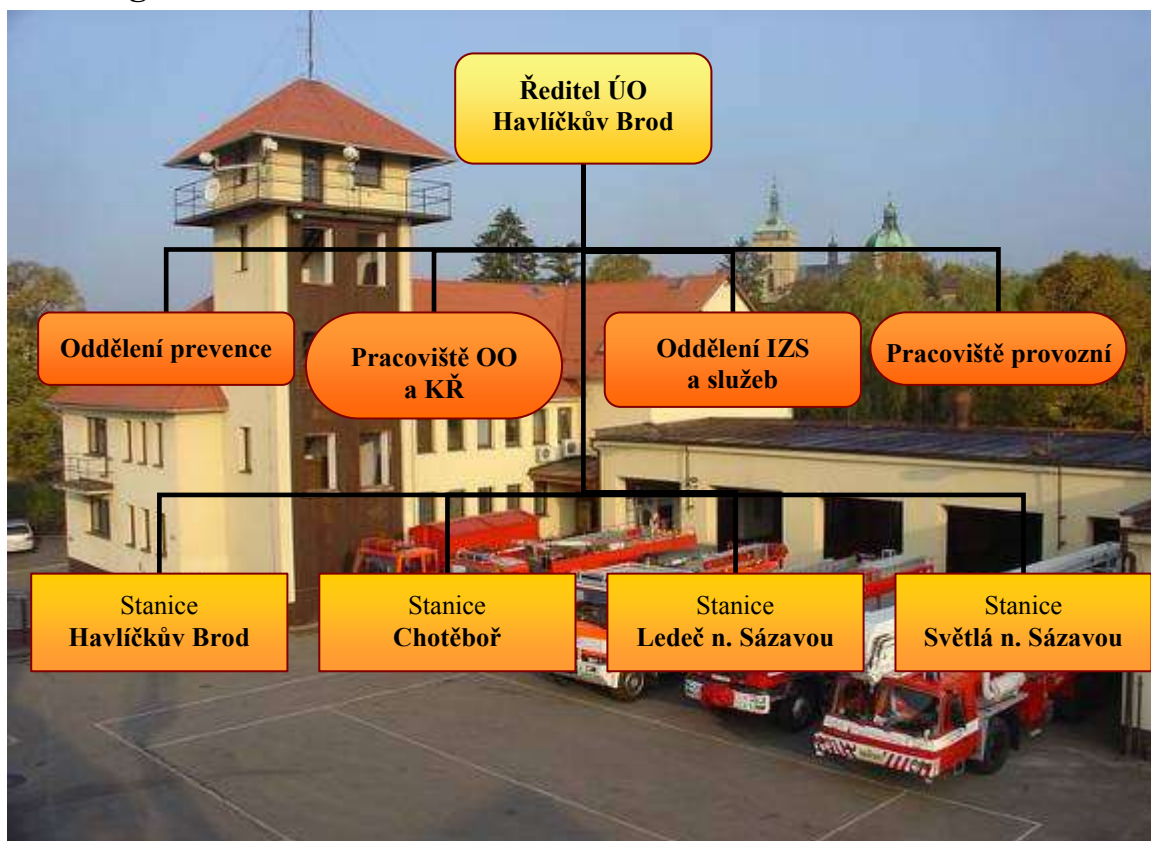 Ředitel ÚO
Havlíčkův Brod
Oddělení prevence
Pracoviště OO
a KŘ
Oddělení IZS
a služeb
Pracoviště provozní
Stanice
Havlíčkův Brod
Stanice
Chotěboř
Stanice
Ledeč n. Sázavou
Stanice
Světlá n. Sázavou